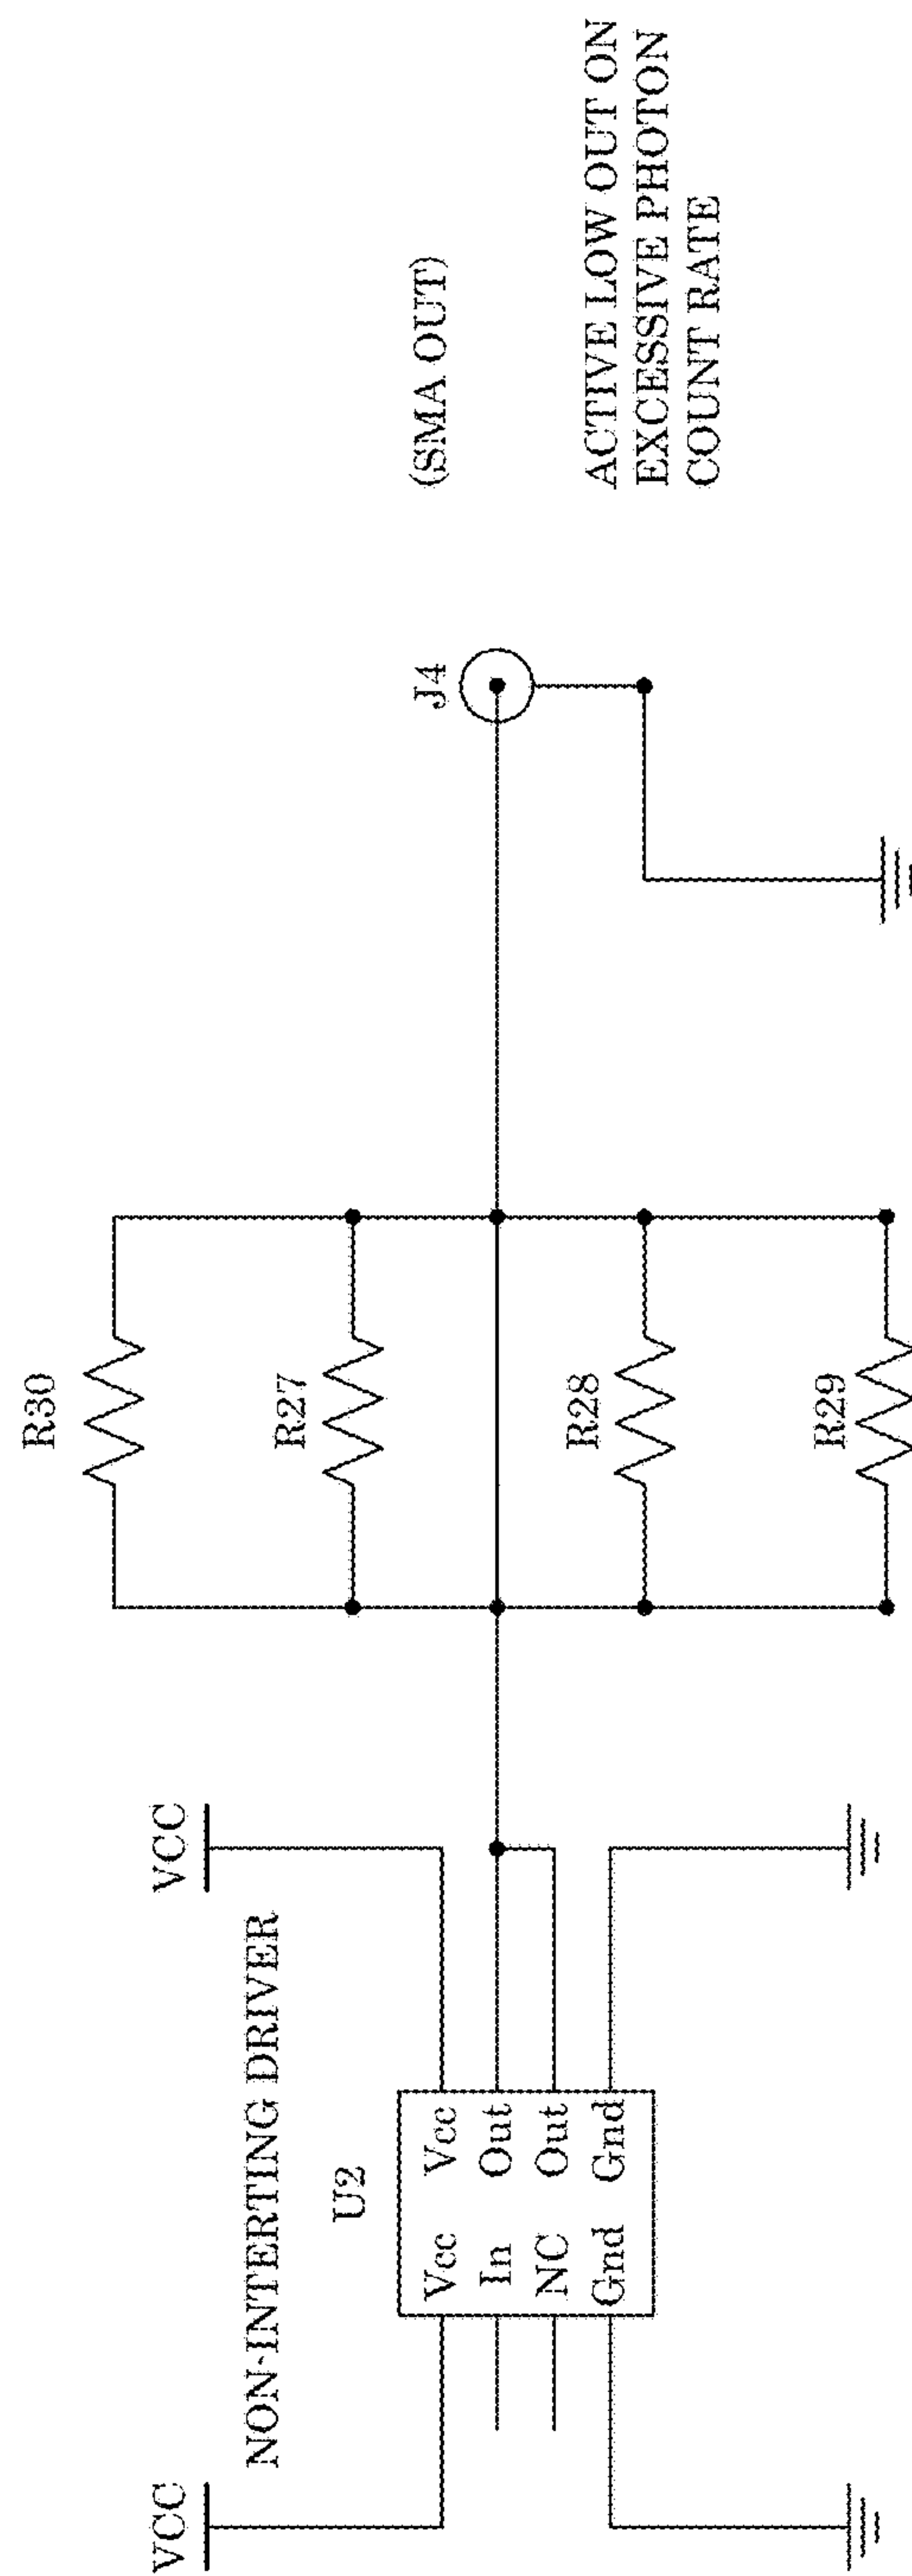 VCC
NON-INTERTING DRIVER
VCC
U2
Vcc Vcc
In Out
NC Out
Gnd Gnd
R30
R27
R28
R29
J4
(SMA OUT)
ACTIVE LOW OUT ON
EXCESSIVE PHOTON
COUNT RATE